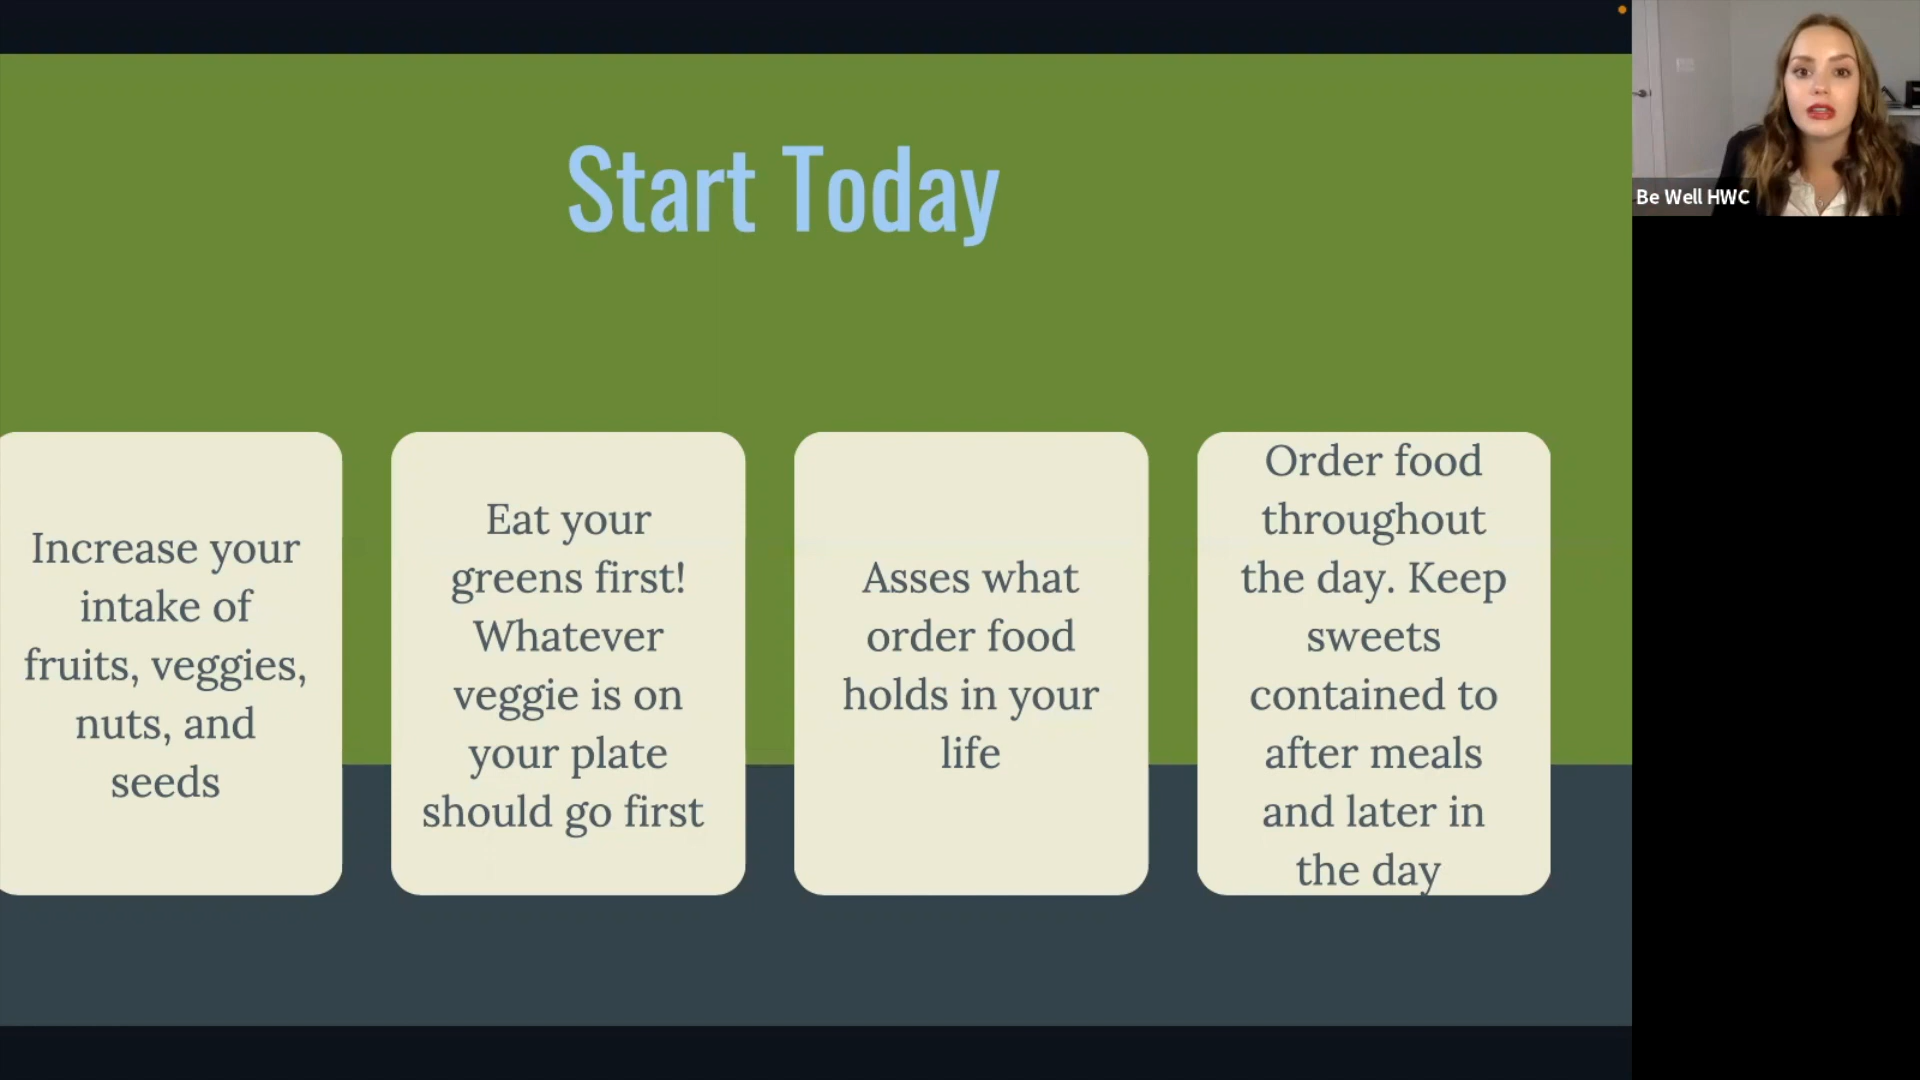 Start Today
Increase your
intake of
fruits, veggies,
nuts, and
seeds
Eat your
greens first!
Whatever
veggie is on
your plate
should go first
Asses what
order food
holds in your
life
Order food
throughout
the day. Keep
sweets
contained to
after meals
and later in
the day
Be Well HWC